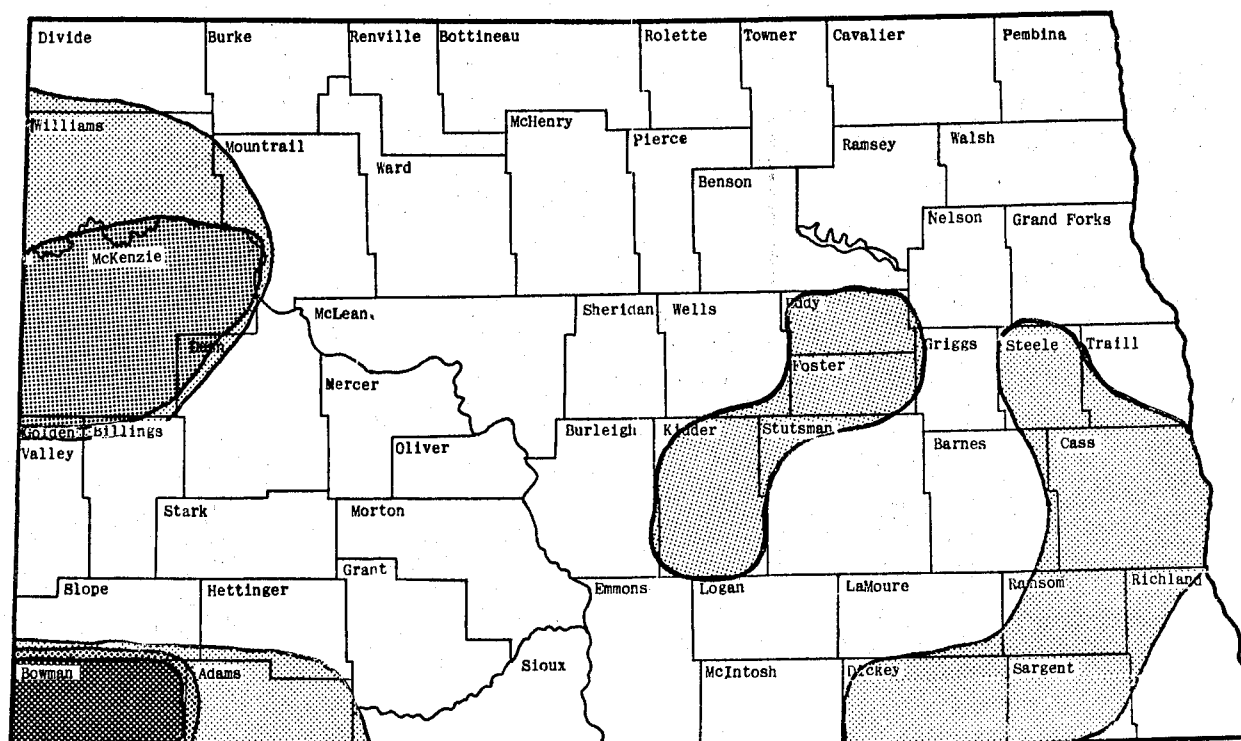 Divide
Burke
Renville
Bottineau
Rolette
Towner
Cavalier
Pembina
Williams
Mountrail
Ward
McHenry
Pierce
Benson
Ramsey
Walsh
Nelson
Grand Forks
McKenzie
McLean
Sheridan
Wells
Eddy
Dunn
Mercer
Foster
Griggs
Steele
Traill
Golden
Valley
Billings
Oliver
Burleigh
Kidder
Stutsman
Barnes
Cass
Stark
Morton
Grant
Slope
Hettinger
Emmons
Logan
LaMoure
Ransom
Richland
Bowman
Adams
Sioux
McIntosh
Dickey
Sargent